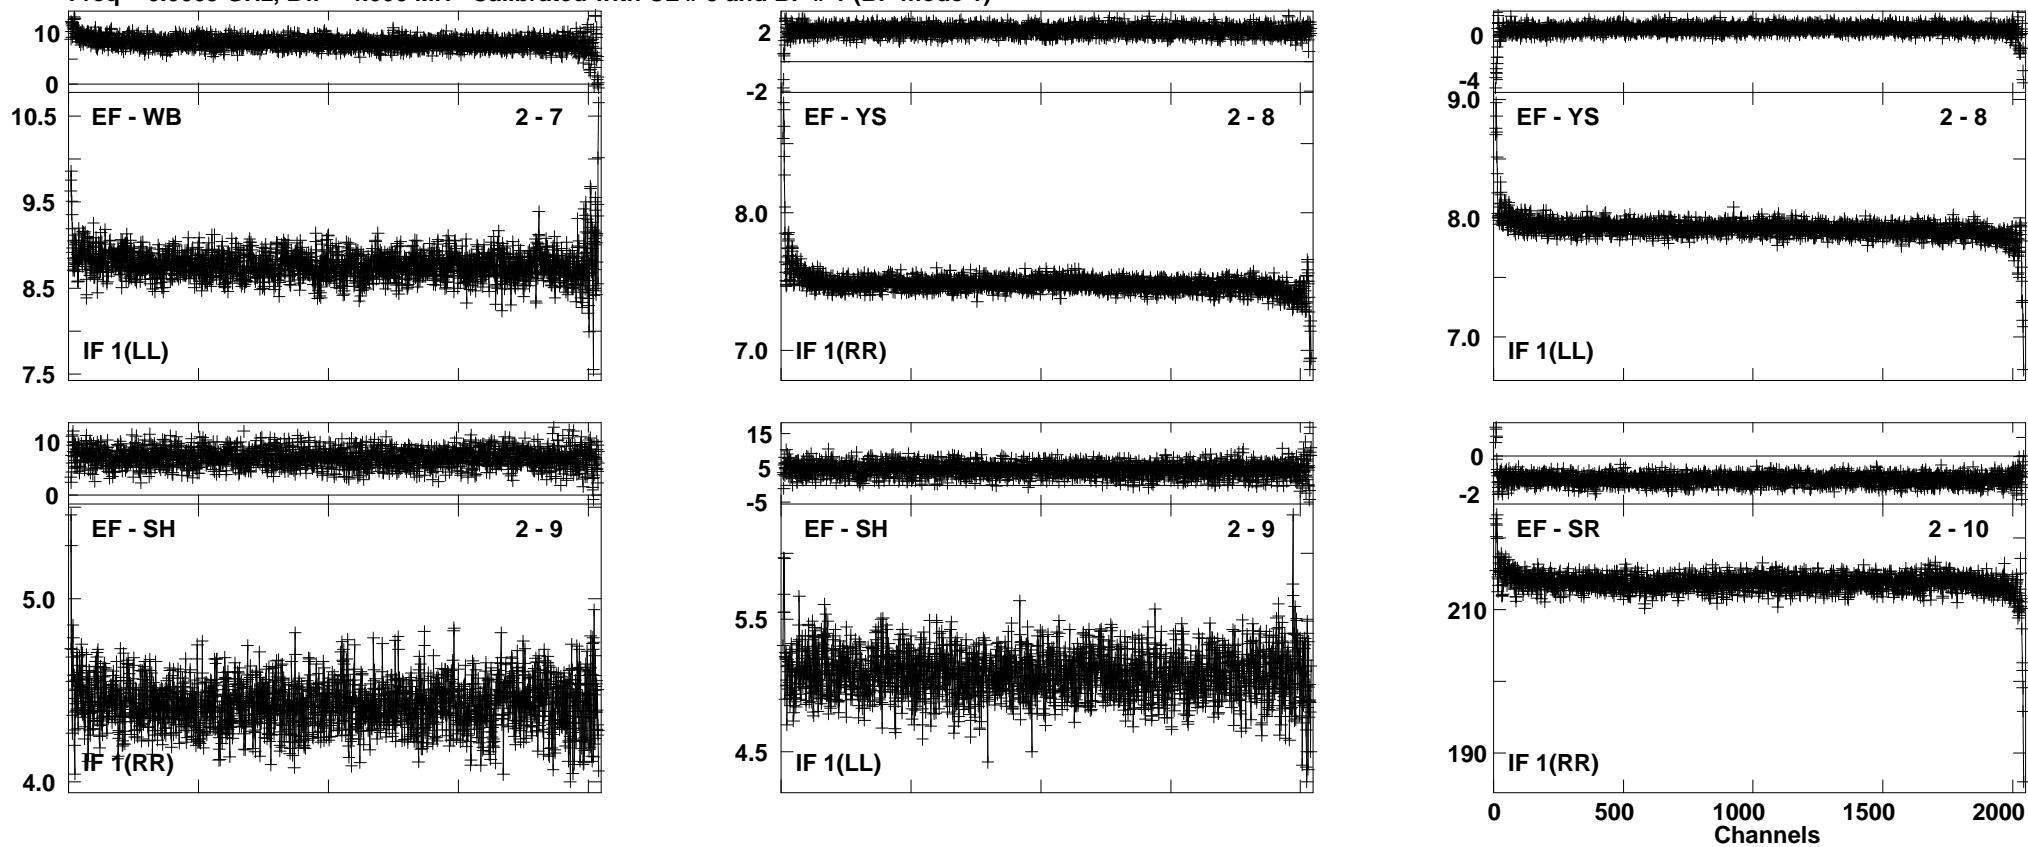 10
0
EF - WB 2 - 7
10.5
9.5
8.5
7.5
IF 1(LL)
2
-2
EF - YS 2 - 8
8.0
7.0
IF 1(RR)
0
-4
9.0
EF - YS 2 - 8
8.0
7.0
IF 1(LL)
10
0
EF - SH 2 - 9
5.0
4.0
IF 1(RR)
15
5
-5
EF - SH 2 - 9
5.5
4.5
IF 1(LL)
0
-2
EF - SR 2 - 10
210
190
IF 1(RR)
0 500 1000 1500 2000
Channels